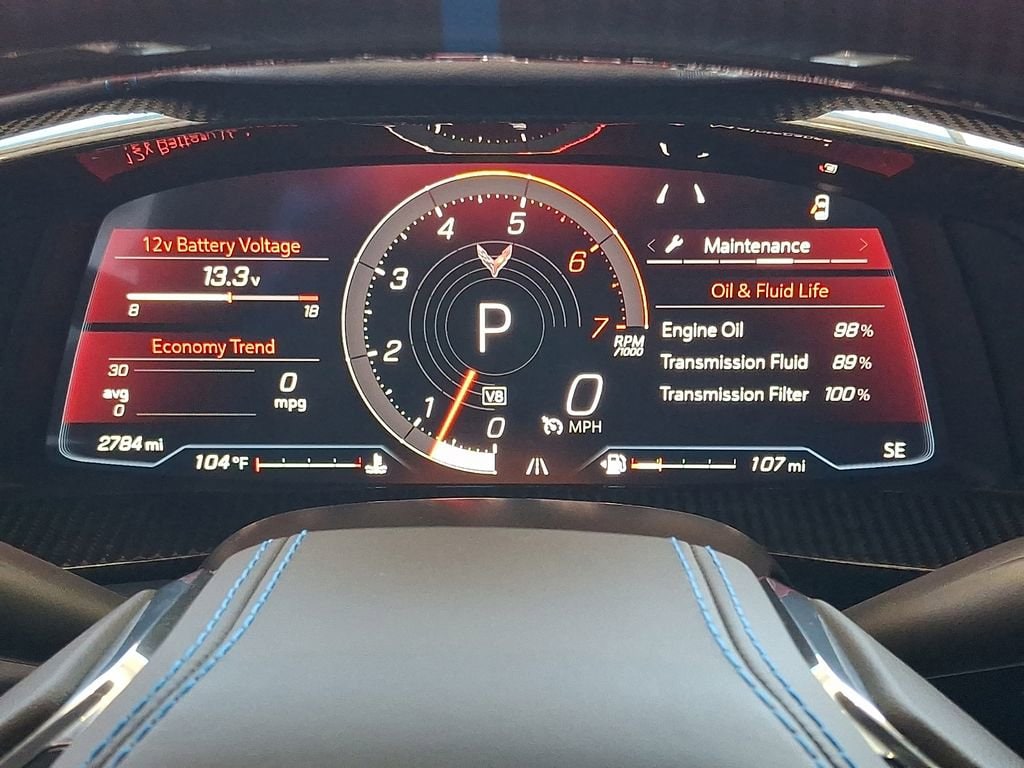 12v Battery Voltage
13.3 v
8 18
Economy Trend
30
avg
0
0
mpg
2784 mi
104 °F
4 5
3 6
2 7
1 0
RPM
/1000
P
V8
0
MPH
Maintenance
Oil & Fluid Life
Engine Oil 98 %
Transmission Fluid 89 %
Transmission Filter 100 %
107 mi
SE